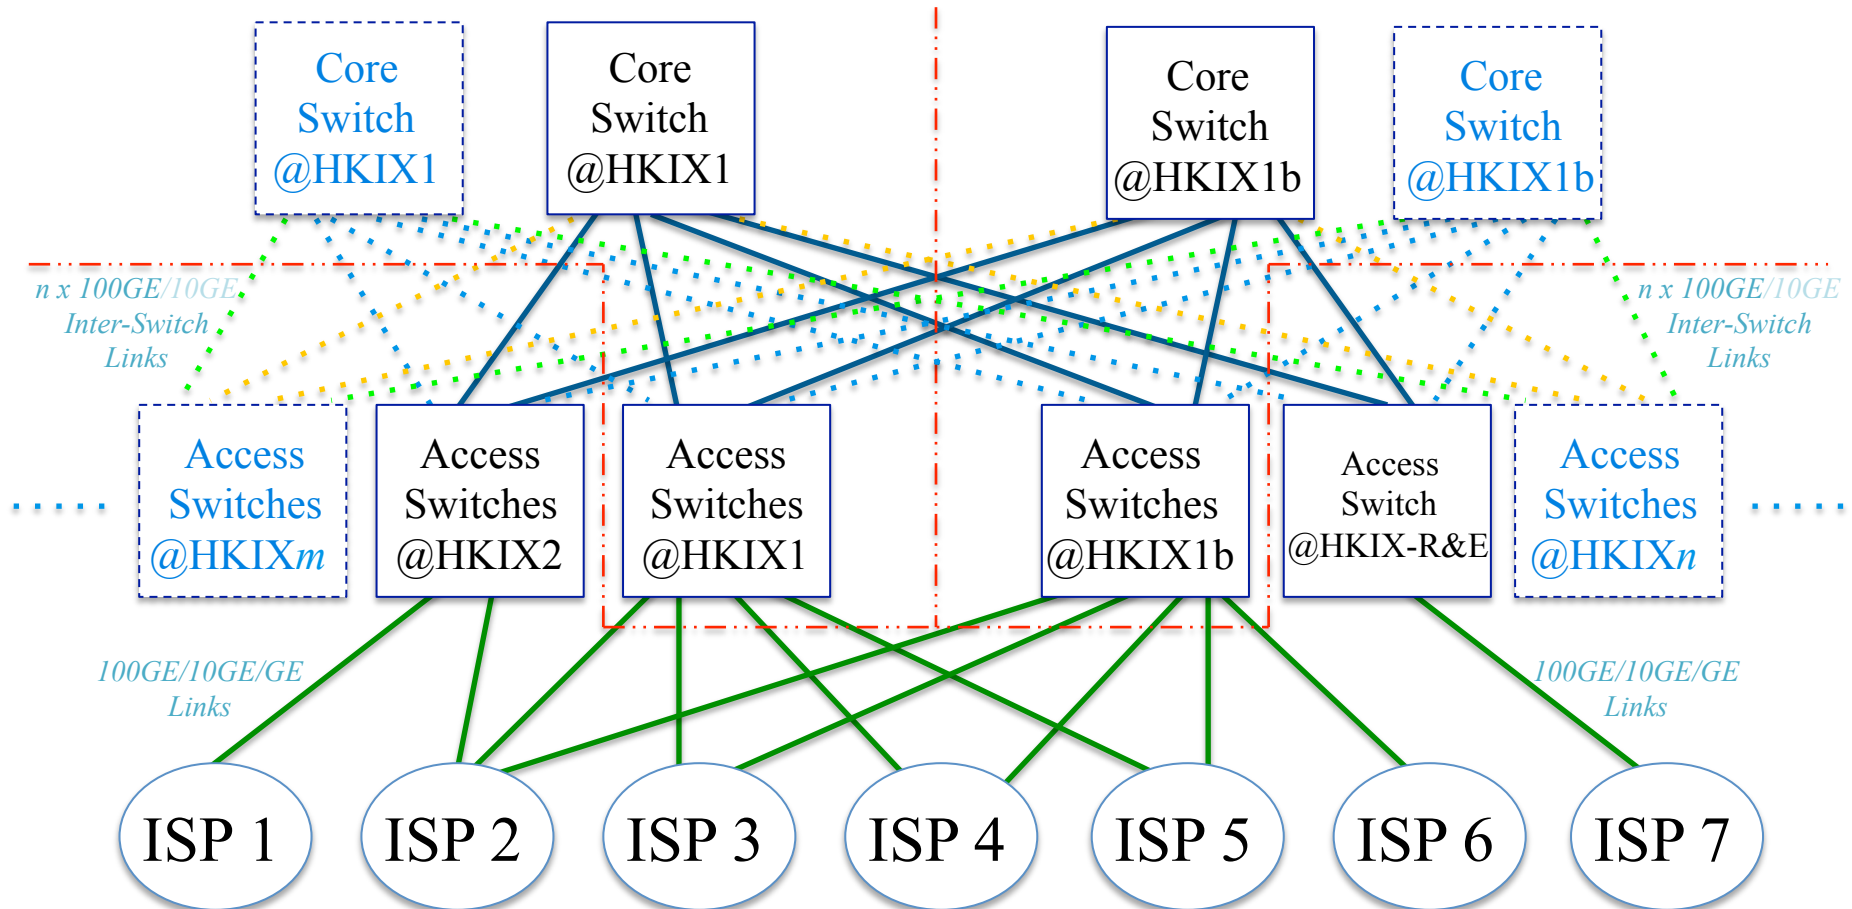 Core
Switch
@HKIX1
Core
Switch
@HKIX1
Core
Switch
@HKIX1b
Core
Switch
@HKIX1b
n x 100GE/10GE
Inter-Switch
Links
n x 100GE/10GE
Inter-Switch
Links
Access
Switches
@HKIXm
Access
Switches
@HKIX2
Access
Switches
@HKIX1
Access
Switches
@HKIX1b
Access
Switch
@HKIX-R&E
Access
Switches
@HKIXn
100GE/10GE/GE
Links
100GE/10GE/GE
Links
ISP 1
ISP 2
ISP 3
ISP 4
ISP 5
ISP 6
ISP 7